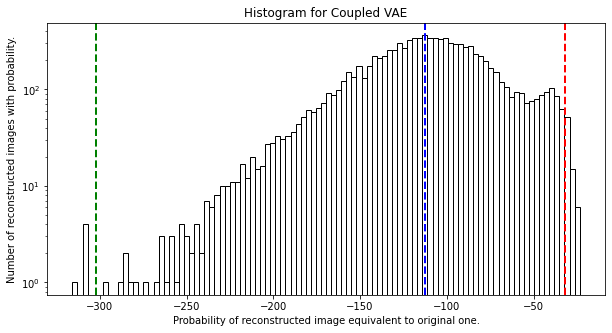 Histogram for Coupled VAE
Number of reconstructed images with probability.
10²
10¹
10⁰
−300 −250 −200 −150 −100 −50
Probability of reconstructed image equivalent to original one.